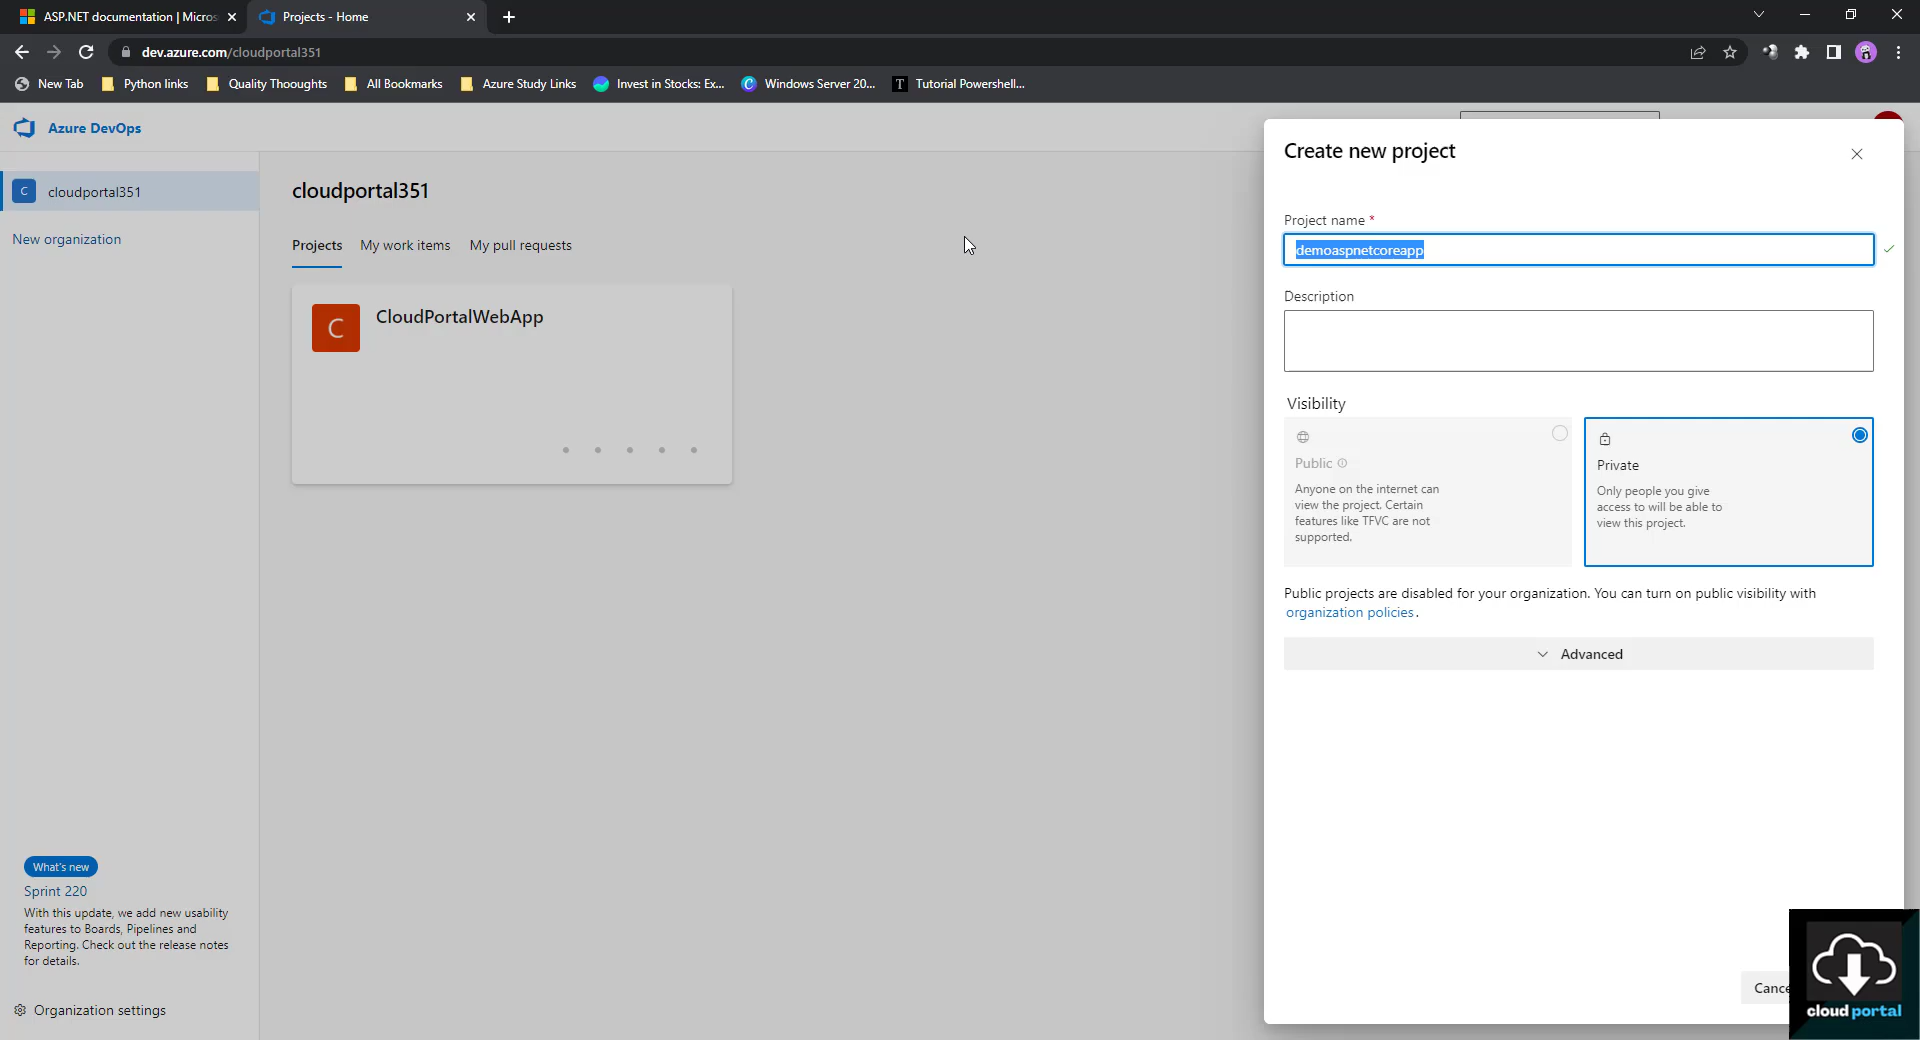 ASP.NET documentation | Micros
Projects - Home
dev.azure.com/cloudportal351
New Tab
Python links
Quality Thooughts
All Bookmarks
Azure Study Links
Invest in Stocks: Ex...
Windows Server 20...
Tutorial Powershell...
Azure DevOps
C
cloudportal351
New organization
cloudportal351
Projects
My work items
My pull requests
C
CloudPortalWebApp
What's new
Sprint 220
With this update, we add new usability
features to Boards, Pipelines and
Reporting. Check out the release notes
for details.
Organization settings
Create new project
Project name *
demoaspnetcoreapp
Description
Visibility
Public
Anyone on the internet can
view the project. Certain
features like TFVC are not
supported.
Private
Only people you give
access to will be able to
view this project.
Public projects are disabled for your organization. You can turn on public visibility with
organization policies.
Advanced
Cance
cloud portal